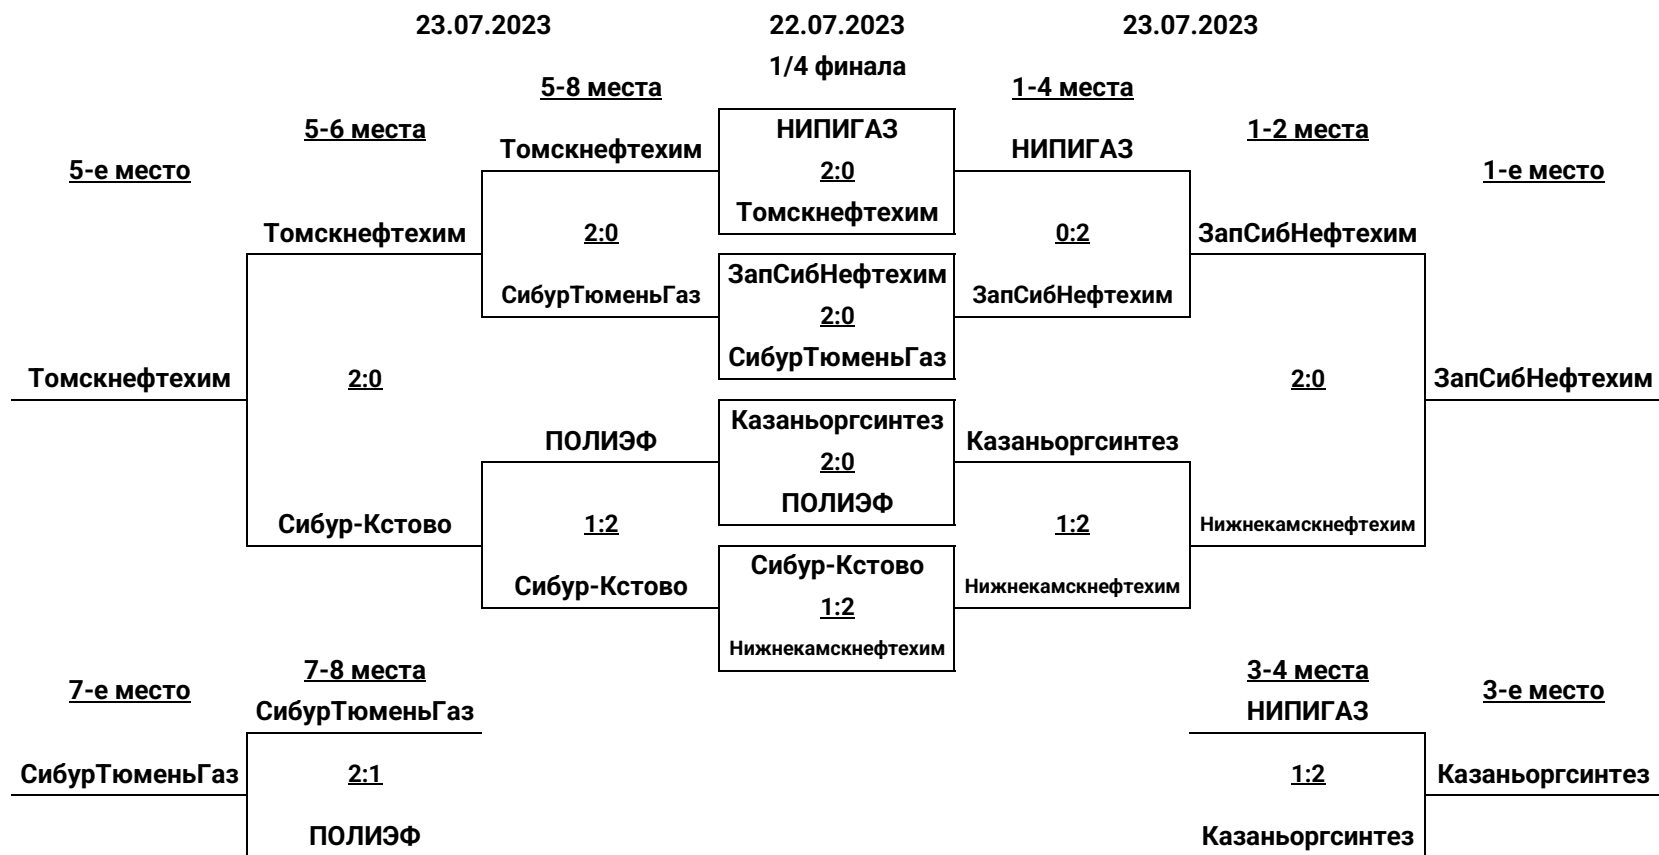 23.07.2023 22.07.2023 23.07.2023
1/4 финала
5-8 места 1-4 места
5-6 места НИПИГАЗ 1-2 места
Томскнефтехим НИПИГАЗ
5-е место 2:0 1-е место
Томскнефтехим
Томскнефтехим 2:0 0:2 ЗапСибНефтехим
ЗапСибНефтехим
СибурТюменьГаз ЗапСибНефтехим
2:0
СибурТюменьГаз
Томскнефтехим 2:0 2:0 ЗапСибНефтехим
Казаньоргсинтез
ПОЛИЭФ Казаньоргсинтез
2:0
ПОЛИЭФ
Сибур-Кстово 1:2 1:2 Нижнекамскнефтехим
Сибур-Кстово
Сибур-Кстово Нижнекамскнефтехим
1:2
Нижнекамскнефтехим
7-8 места 3-4 места
7-е место 3-е место
СибурТюменьГаз НИПИГАЗ
СибурТюменьГаз 2:1 1:2 Казаньоргсинтез
ПОЛИЭФ Казаньоргсинтез